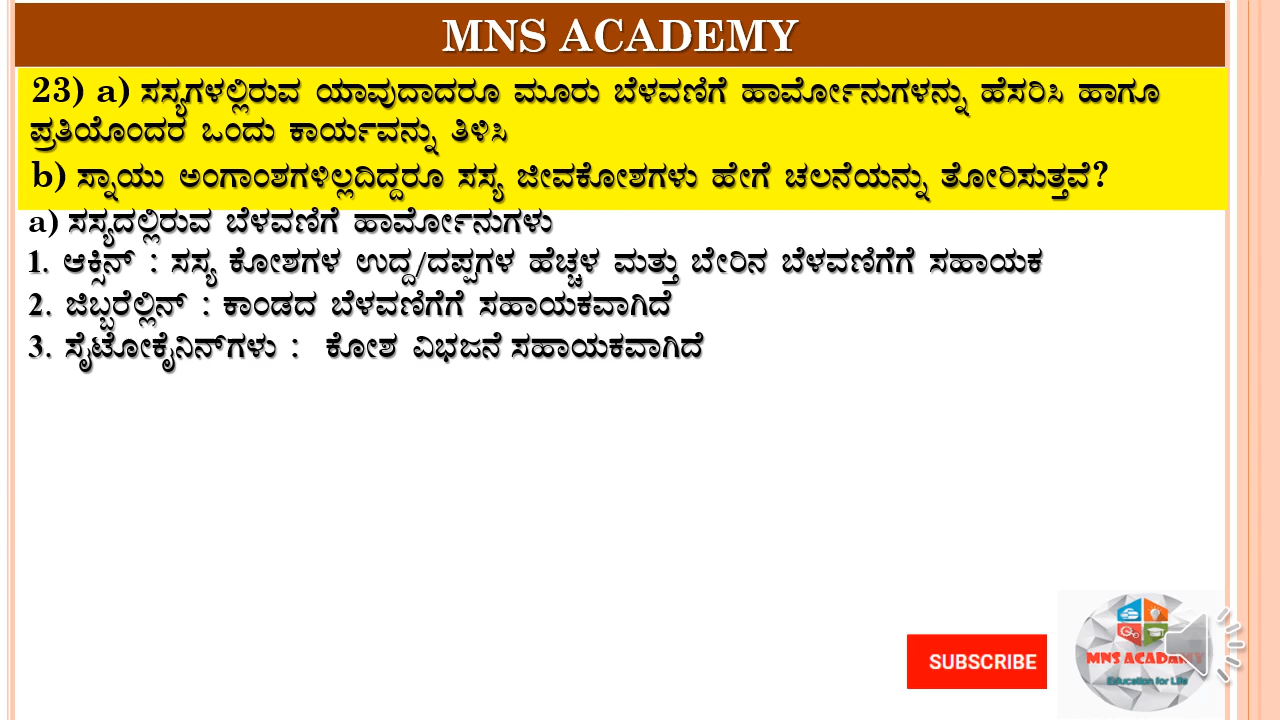 MNS ACADEMY
23) a) ಸಸ್ಯಗಳಲ್ಲಿರುವ ಯಾವುದಾದರೂ ಮೂರು ಬೆಳವಣಿಗೆ ಹಾರ್ಮೋನುಗಳನ್ನು ಹೆಸರಿಸಿ ಹಾಗೂ
ಪ್ರತಿಯೊಂದರ ಒಂದು ಕಾರ್ಯವನ್ನು ತಿಳಿಸಿ
b) ಸ್ನಾಯು ಅಂಗಾಂಶಗಳಿಲ್ಲದಿದ್ದರೂ ಸಸ್ಯ ಜೀವಕೋಶಗಳು ಹೇಗೆ ಚಲನೆಯನ್ನು ತೋರಿಸುತ್ತವೆ?
a) ಸಸ್ಯದಲ್ಲಿರುವ ಬೆಳವಣಿಗೆ ಹಾರ್ಮೋನುಗಳು
1. ಆಕ್ಸಿನ್ : ಸಸ್ಯ ಕೋಶಗಳ ಉದ್ದ/ದಪ್ಪಗಳ ಹೆಚ್ಚಳ ಮತ್ತು ಬೇರಿನ ಬೆಳವಣಿಗೆಗೆ ಸಹಾಯಕ
2. ಜಿಬ್ಬರೆಲ್ಲಿನ್ : ಕಾಂಡದ ಬೆಳವಣಿಗೆಗೆ ಸಹಾಯಕವಾಗಿದೆ
3. ಸೈಟೋಕೈನಿನ್‌ಗಳು : ಕೋಶ ವಿಭಜನೆ ಸಹಾಯಕವಾಗಿದೆ
SUBSCRIBE
MNS ACADAMY
Education for Life